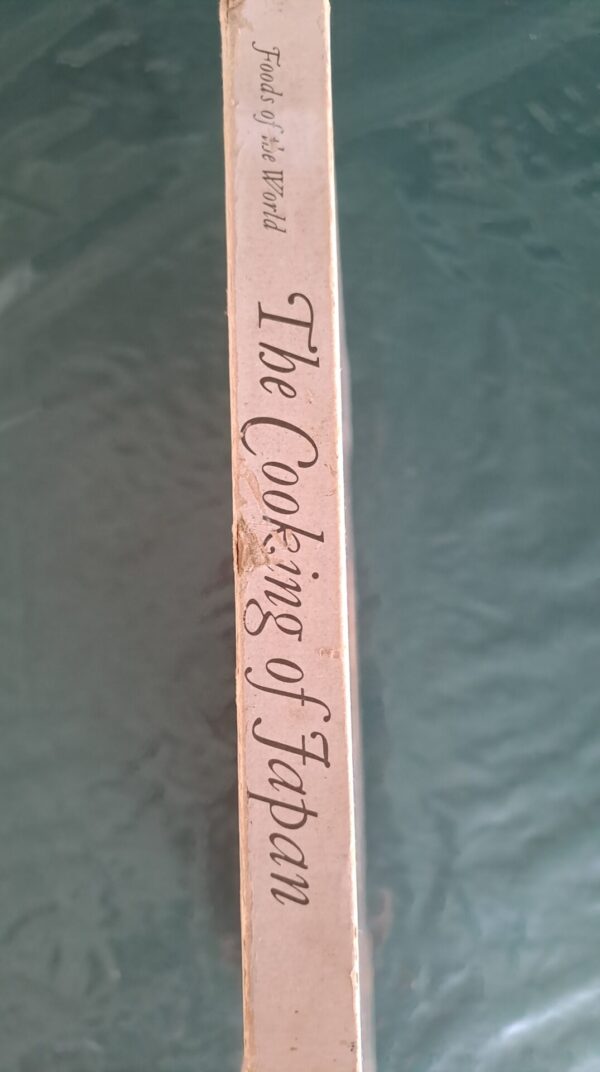 Foods of the World
The Cooking of Japan